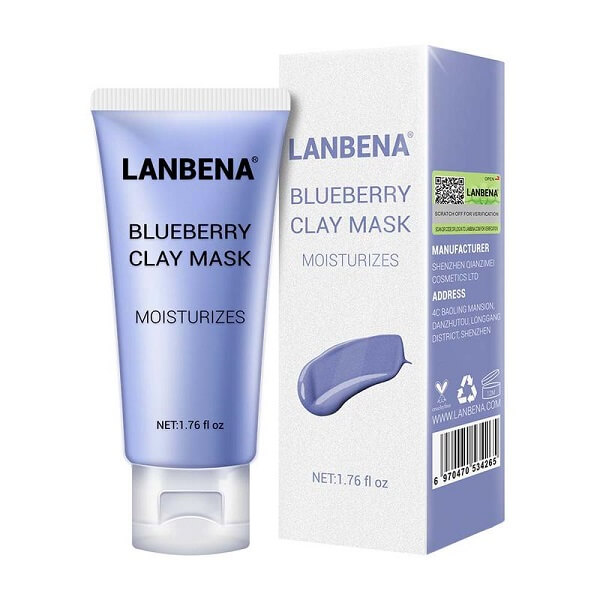 LANBENA®
BLUEBERRY
CLAY MASK
MOISTURIZES
NET:1.76 fl oz
LANBENA®
BLUEBERRY
CLAY MASK
MOISTURIZES
NET:1.76 fl oz
OPEN
LANBENA®
SCRATCH OFF FOR VERIFICATION
MANUFACTURER
SHENZHEN QIANZIMEI
COSMETICS LTD
ADDRESS
4C BAOLING MANSION,
DANZHUTOU, LONGGANG
DISTRICT, SHENZHEN
12M
WWW.LANBENA.COM
6 970470 534265